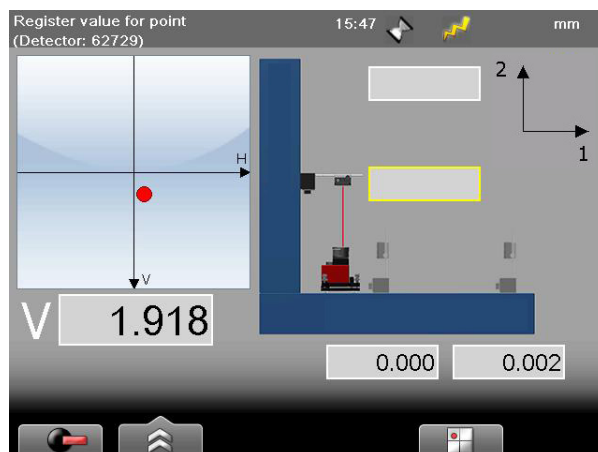 Register value for point
(Detector: 62729)
15:47
mm
2
1
H
V
V
1.918
0.000
0.002